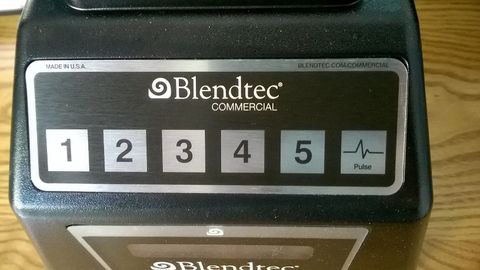 MADE IN U.S.A.
BLENDTEC.COM/COMMERCIAL
Blendtec®
COMMERCIAL
1 2 3 4 5
Pulse
Blendtec®